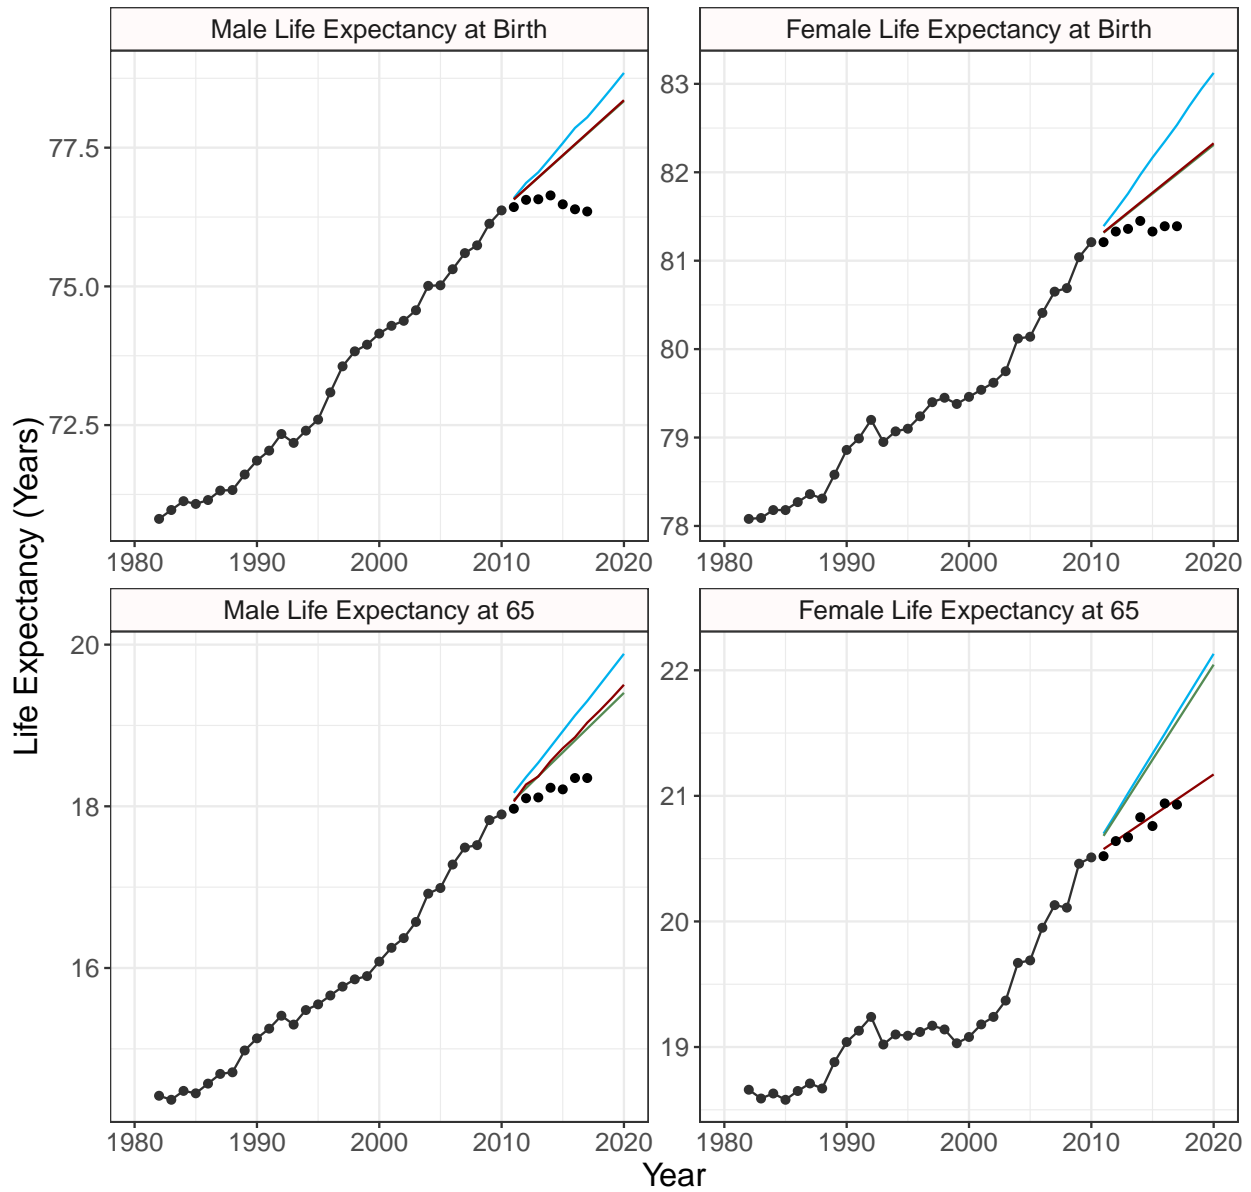 Male Life Expectancy at Birth
Female Life Expectancy at Birth
77.5
75.0
72.5
1980 1990 2000 2010 2020
83
82
81
80
79
78
1980 1990 2000 2010 2020
Male Life Expectancy at 65
Female Life Expectancy at 65
20
18
16
1980 1990 2000 2010 2020
22
21
20
19
1980 1990 2000 2010 2020
Life Expectancy (Years)
Year